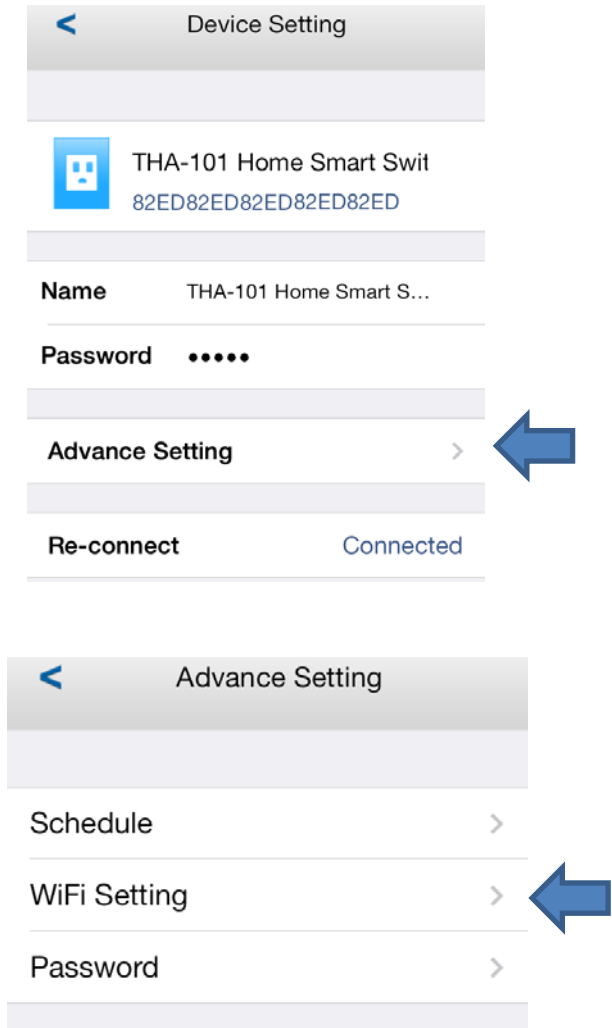 < Device Setting
THA-101 Home Smart Swit
82ED82ED82ED82ED82ED
Name THA-101 Home Smart S...
Password •••••
Advance Setting >
Re-connect Connected
< Advance Setting
Schedule >
WiFi Setting >
Password >